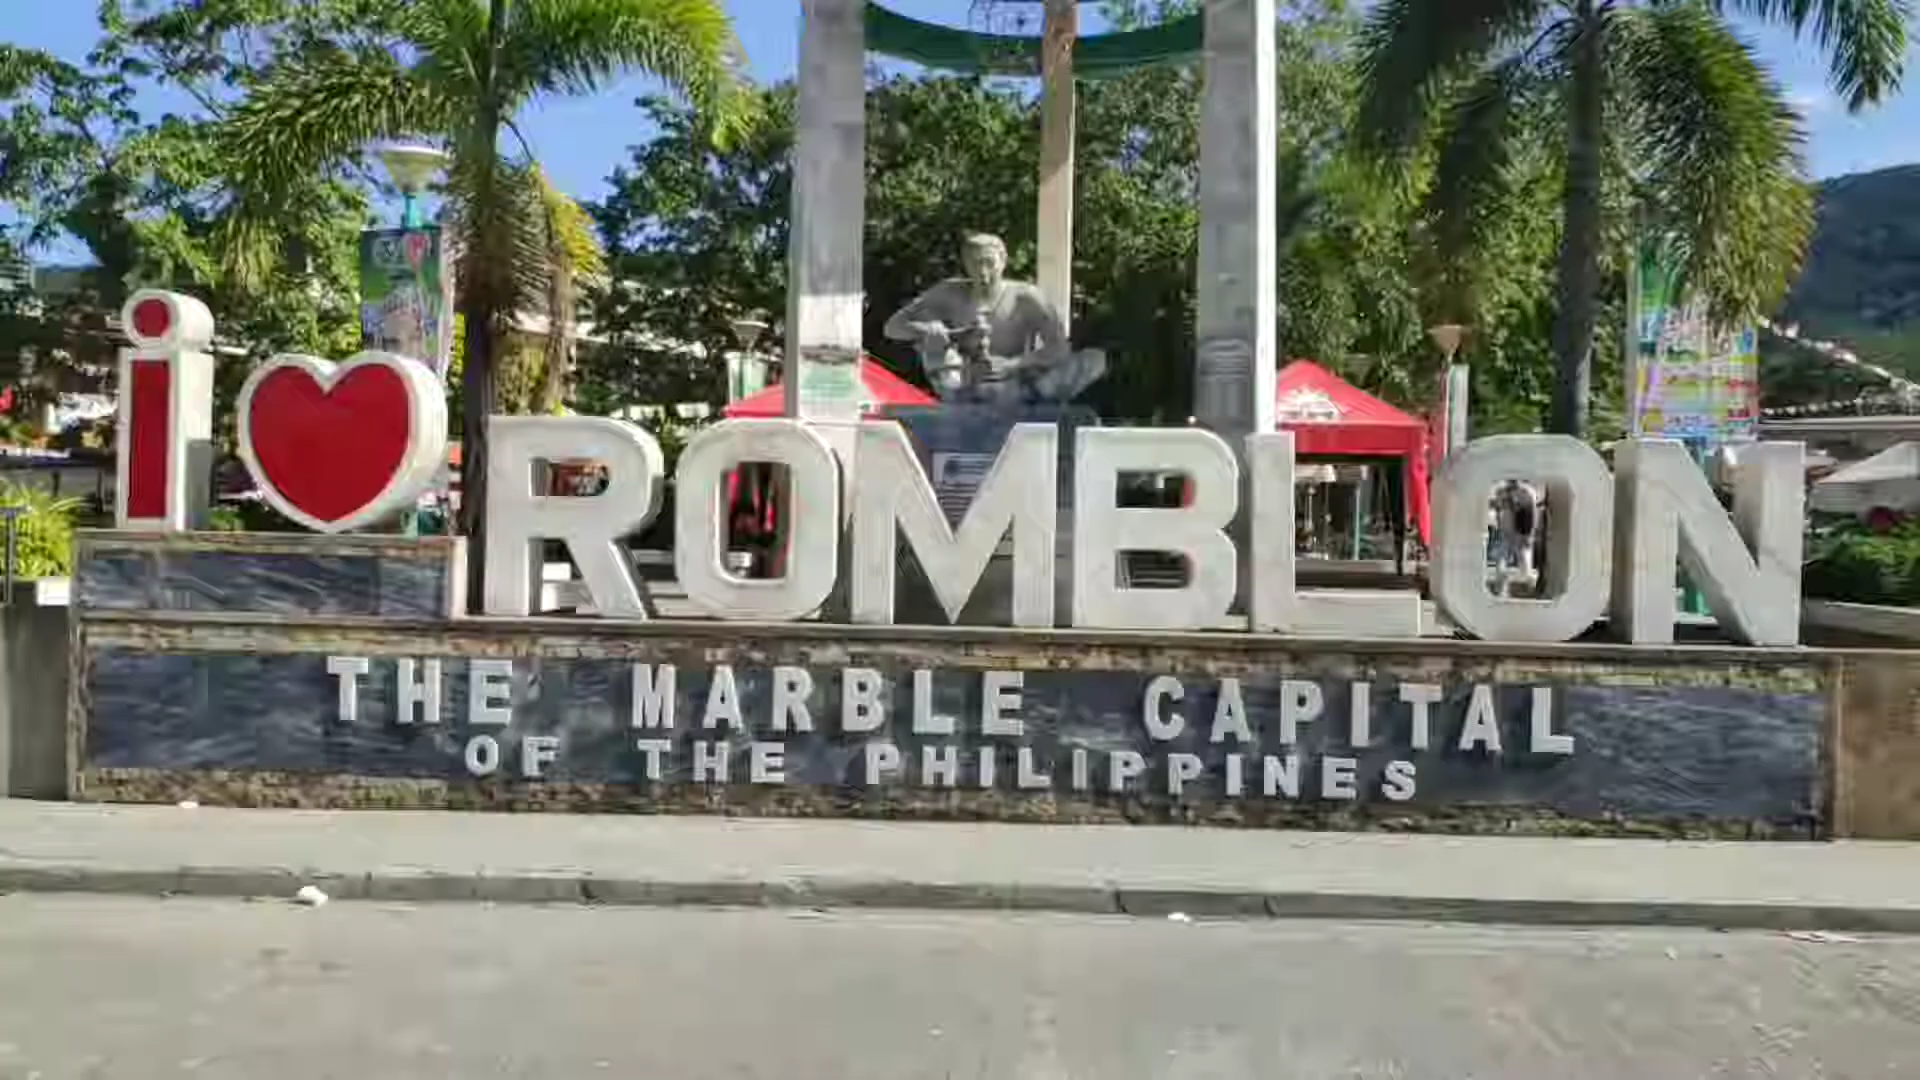 i ❤ ROMBLON
THE MARBLE CAPITAL
OF THE PHILIPPINES